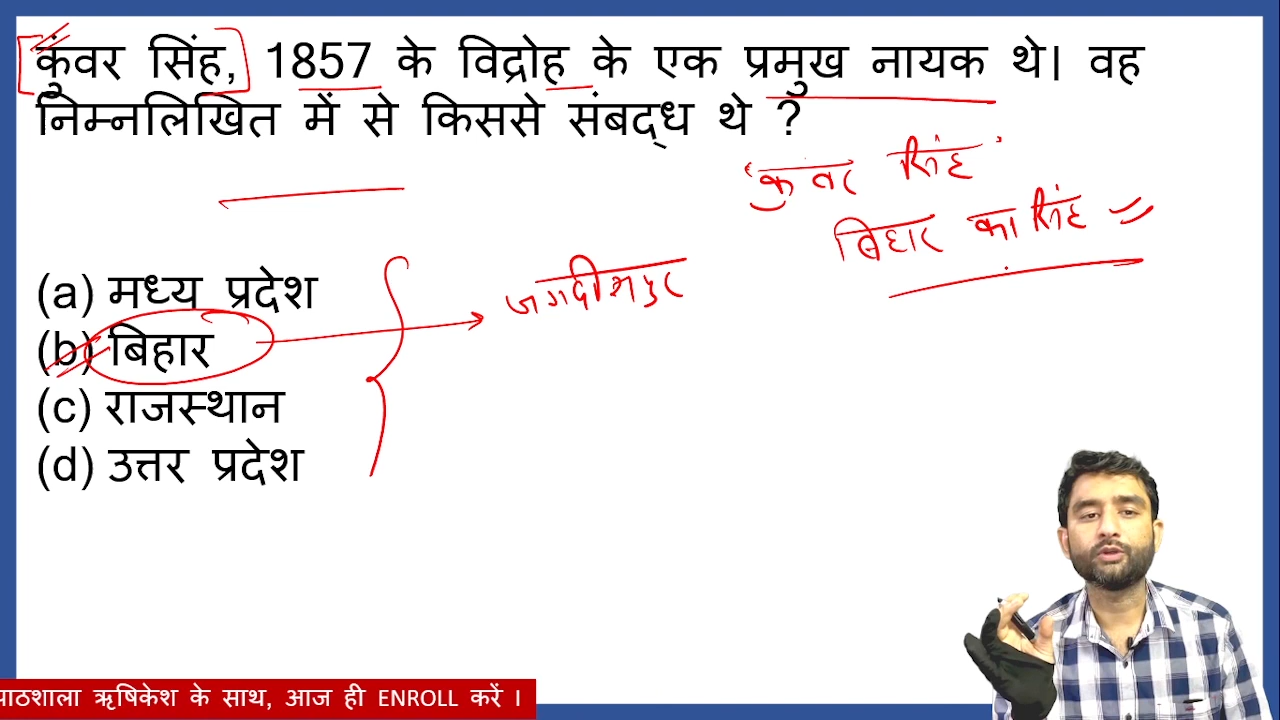 कुंवर सिंह, 1857 के विद्रोह के एक प्रमुख नायक थे। वह
निम्नलिखित में से किससे संबद्ध थे ?
'कुवर सिंह'
बिहार का सिंह
(a) मध्य प्रदेश
जगदीशपुर
(b) बिहार
(c) राजस्थान
(d) उत्तर प्रदेश
पाठशाला ऋषिकेश के साथ, आज ही ENROLL करें ।